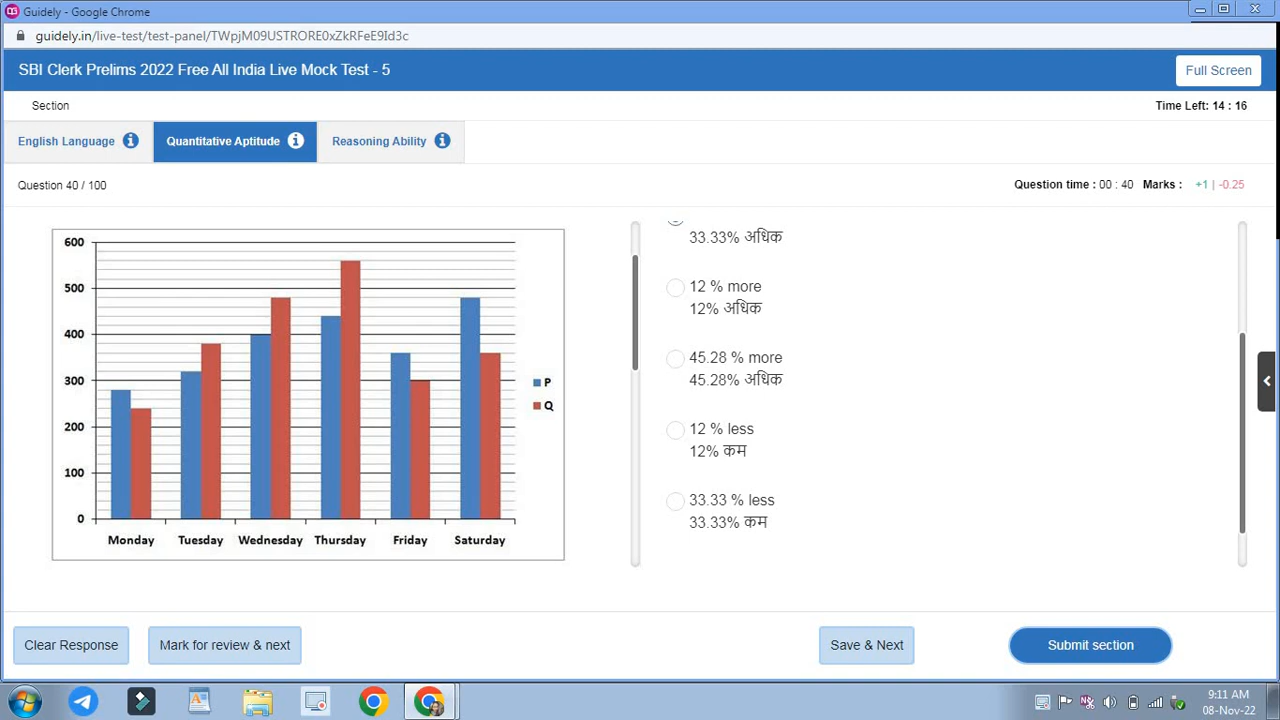 Guidely - Google Chrome
guidely.in/live-test/test-panel/TWpjM09USTRORE0xZkRFeE9Id3c
SBI Clerk Prelims 2022 Free All India Live Mock Test - 5
Full Screen
Section
Time Left: 14 : 16
English Language
Quantitative Aptitude
Reasoning Ability
Question 40 / 100
Question time : 00 : 40 Marks : +1 | -0.25
600
500
400
300
200
100
0
Monday Tuesday Wednesday Thursday Friday Saturday
P
Q
33.33% अधिक
12 % more
12% अधिक
45.28 % more
45.28% अधिक
12 % less
12% कम
33.33 % less
33.33% कम
Clear Response
Mark for review & next
Save & Next
Submit section
9:11 AM
08-Nov-22